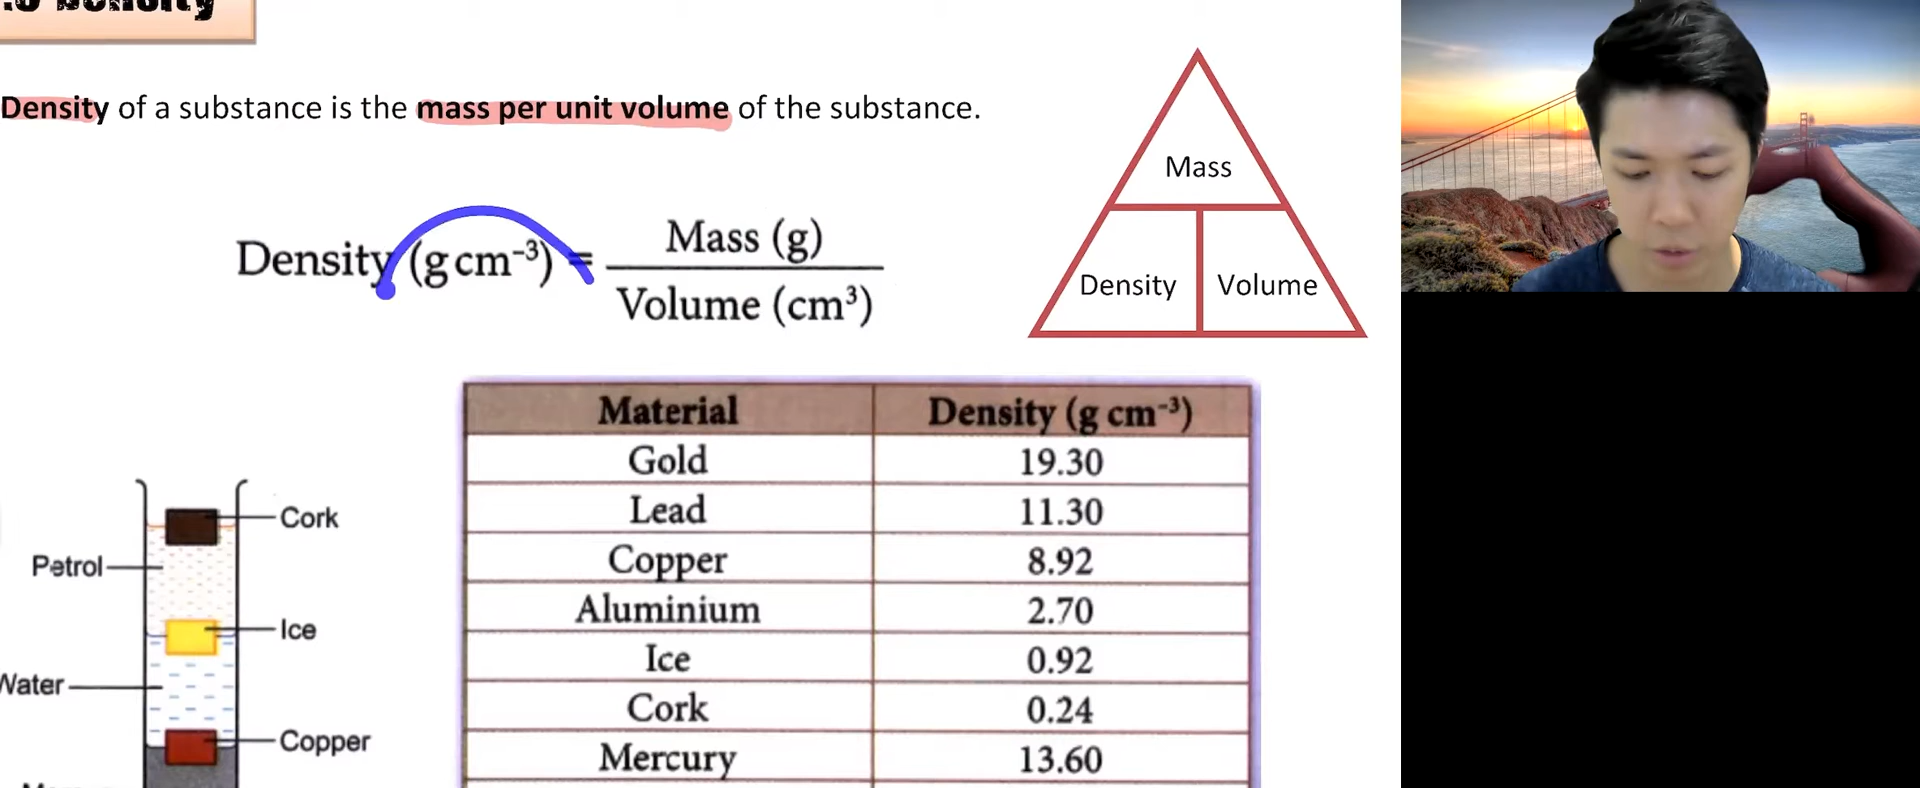 Density
Density of a substance is the mass per unit volume of the substance.
Density (g cm⁻³) = Mass (g)
Volume (cm³)
Mass
Density Volume
Material Density (g cm⁻³)
Gold 19.30
Lead 11.30
Copper 8.92
Aluminium 2.70
Ice 0.92
Cork 0.24
Mercury 13.60
Cork
Petrol
Ice
Water
Copper